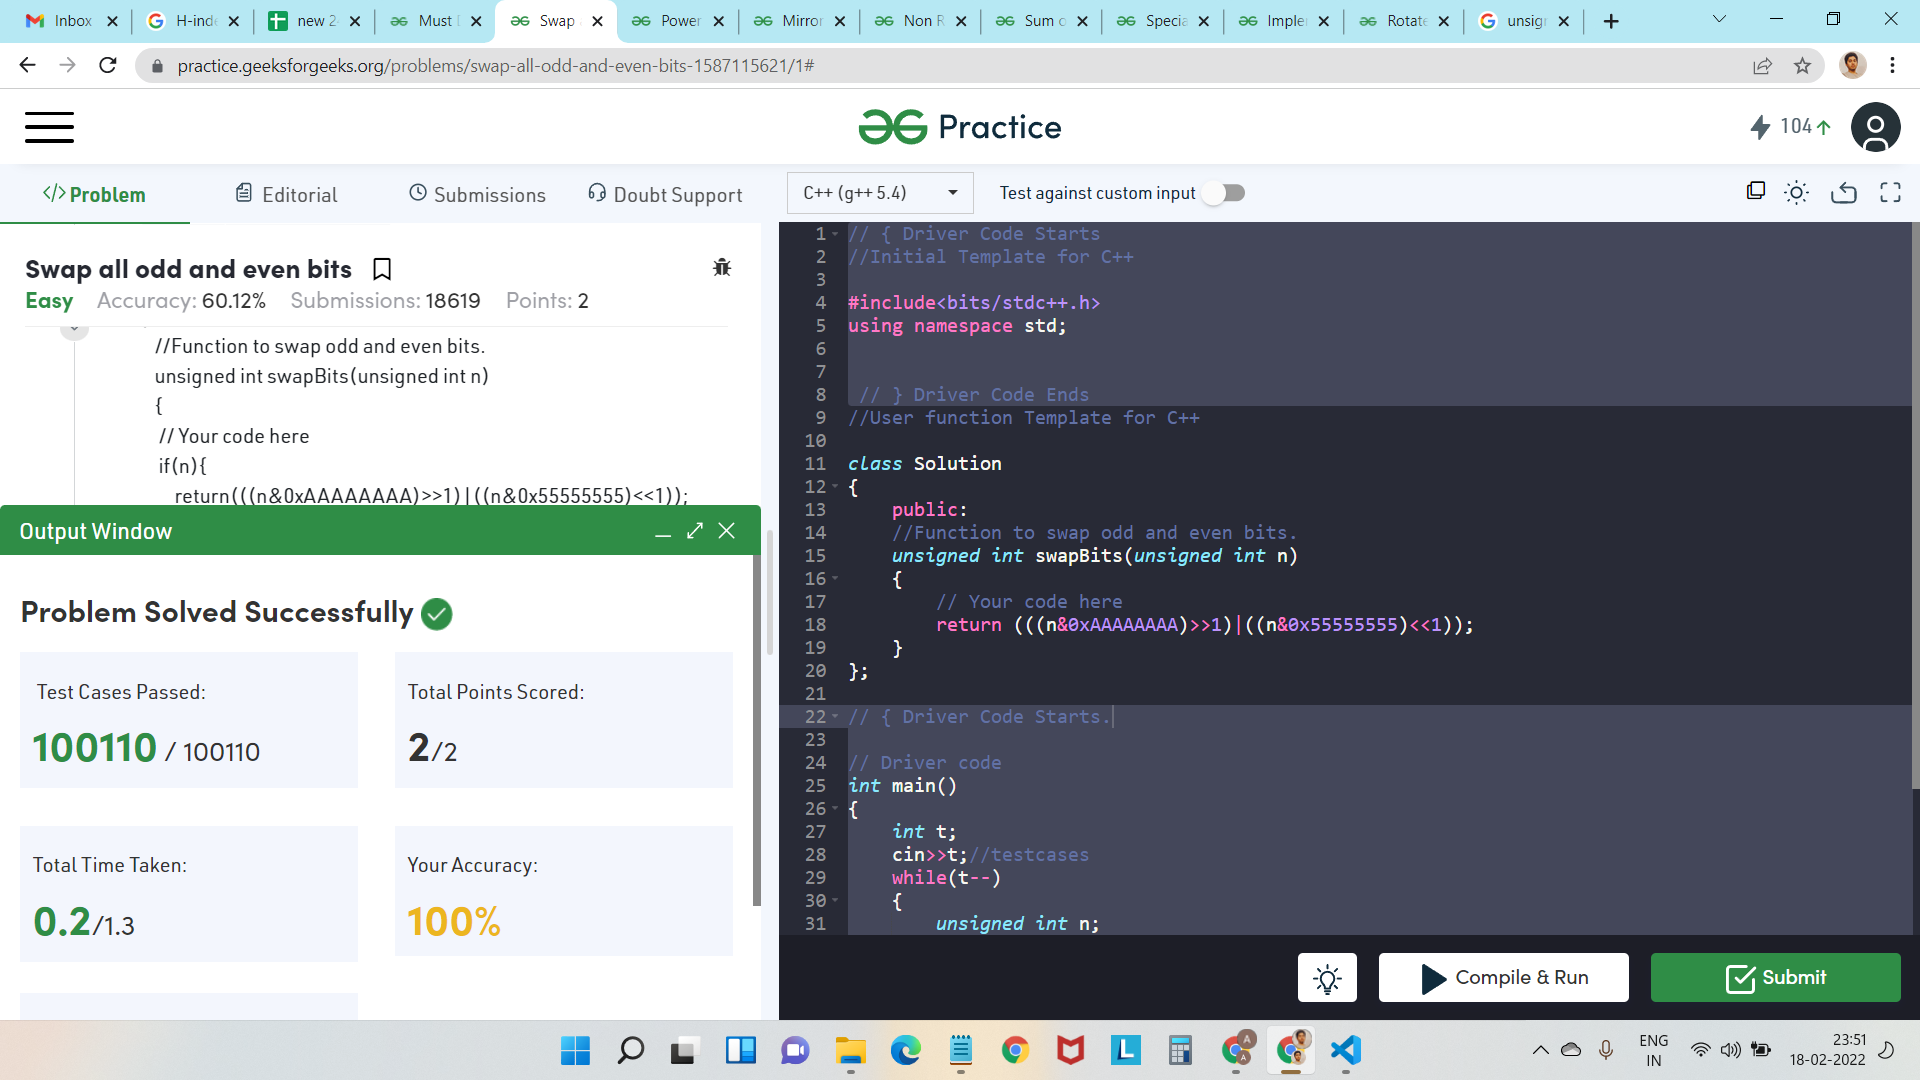 Inbox
H-inde
new 2
Must
Swap
Power
Mirror
Non R
Sum o
Specia
Imple
Rotate
unsig
practice.geeksforgeeks.org/problems/swap-all-odd-and-even-bits-1587115621/1#
Practice
104
</>Problem
Editorial
Submissions
Doubt Support
C++ (g++ 5.4)
Test against custom input
Swap all odd and even bits
Easy Accuracy: 60.12% Submissions: 18619 Points: 2
//Function to swap odd and even bits.
unsigned int swapBits(unsigned int n)
{
// Your code here
if(n){
return(((n&0xAAAAAAAA)>>1)|((n&0x55555555)<<1));
Output Window
Problem Solved Successfully
Test Cases Passed:
100110 / 100110
Total Points Scored:
2/2
Total Time Taken:
0.2/1.3
Your Accuracy:
100%
1 // { Driver Code Starts
2 //Initial Template for C++
3
4 #include<bits/stdc++.h>
5 using namespace std;
6
7
8 // } Driver Code Ends
9 //User function Template for C++
10
11 class Solution
12 {
13 public:
14 //Function to swap odd and even bits.
15 unsigned int swapBits(unsigned int n)
16 {
17 // Your code here
18 return (((n&0xAAAAAAAA)>>1)|((n&0x55555555)<<1));
19 }
20 };
21
22 // { Driver Code Starts.
23
24 // Driver code
25 int main()
26 {
27 int t;
28 cin>>t;//testcases
29 while(t--)
30 {
31 unsigned int n;
Compile & Run
Submit
ENG
IN
23:51
18-02-2022